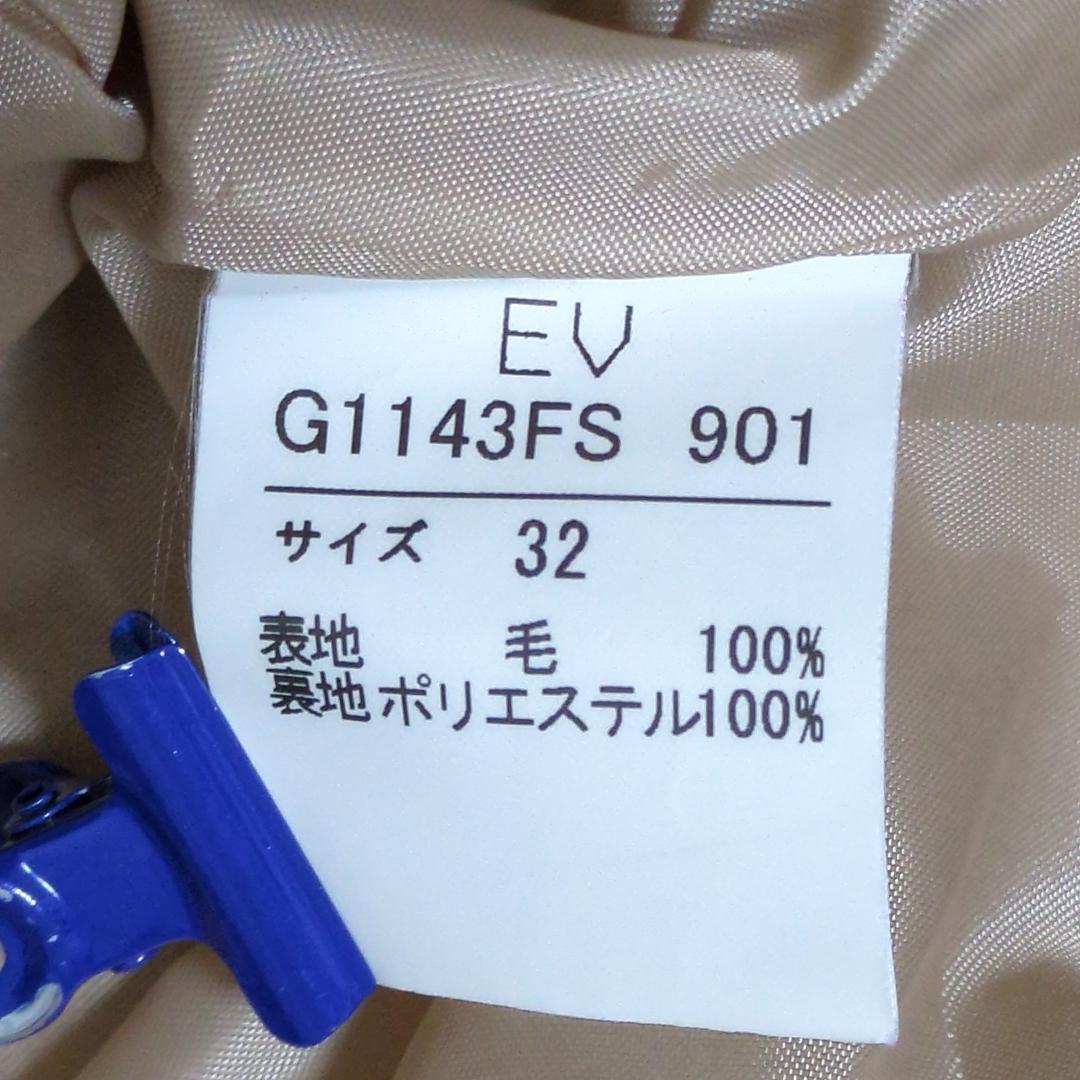 EV
G1143FS 901
サイズ 32
表地 毛 100%
裏地 ポリエステル100%